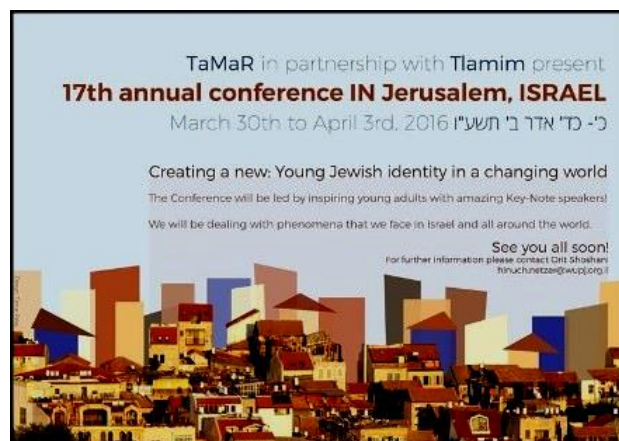 TaMaR in partnership with Tlamim present
17th annual conference IN Jerusalem, ISRAEL
March 30th to April 3rd, 2016 כ'- כד' אדר ב' תשע"ו
Creating a new: Young Jewish identity in a changing world
The Conference will be led by inspiring young adults with amazing Key-Note speakers!
We will be dealing with phenomena that we face in Israel and all around the world.
See you all soon!
For further information please contact Orit Shoshani
hinuch.netzer@wupj.org.il